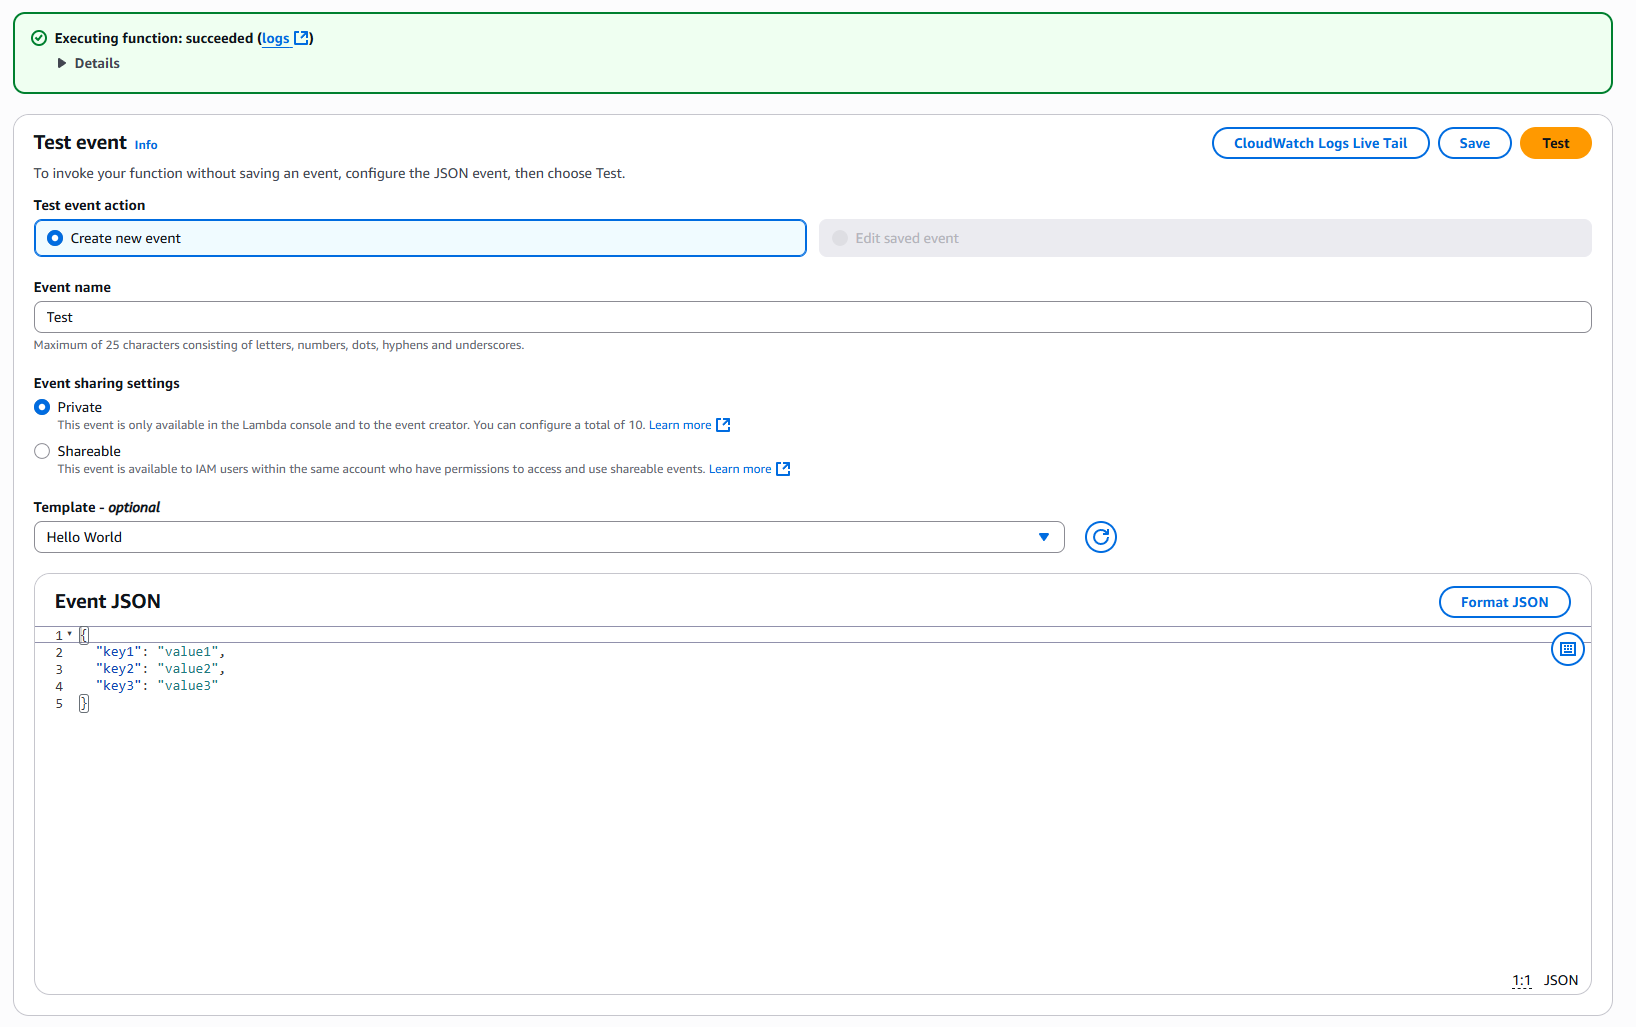 Executing function: succeeded (logs)
Details
Test event Info
CloudWatch Logs Live Tail
Save
Test
To invoke your function without saving an event, configure the JSON event, then choose Test.
Test event action
Create new event
Edit saved event
Event name
Test
Maximum of 25 characters consisting of letters, numbers, dots, hyphens and underscores.
Event sharing settings
Private
This event is only available in the Lambda console and to the event creator. You can configure a total of 10. Learn more
Shareable
This event is available to IAM users within the same account who have permissions to access and use shareable events. Learn more
Template - optional
Hello World
Event JSON
Format JSON
1 {
2 "key1": "value1",
3 "key2": "value2",
4 "key3": "value3"
5 }
1:1 JSON